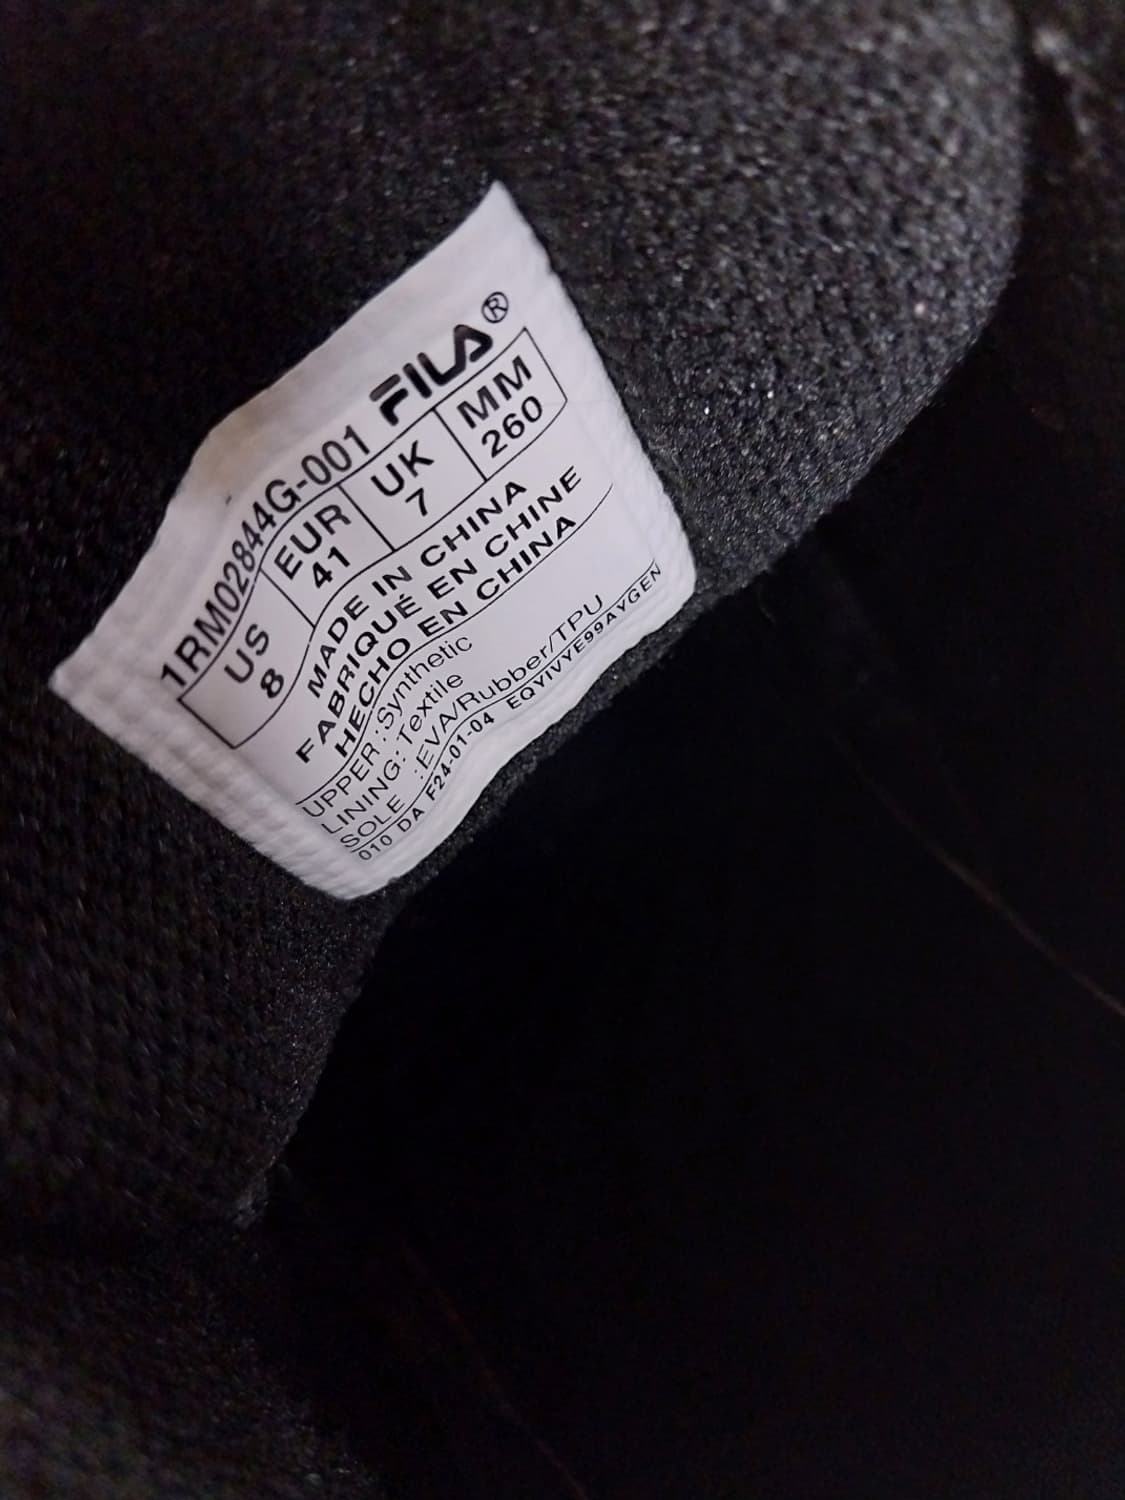 FILA®
1RM02844G-001
US EUR UK MM
8 41 7 260
MADE IN CHINA
FABRIQUÉ EN CHINE
HECHO EN CHINA
UPPER :Synthetic
LINING: Textile
SOLE :EVA/Rubber/TPU
010 DA F24-01-04 EQYIVYE99AYGEN